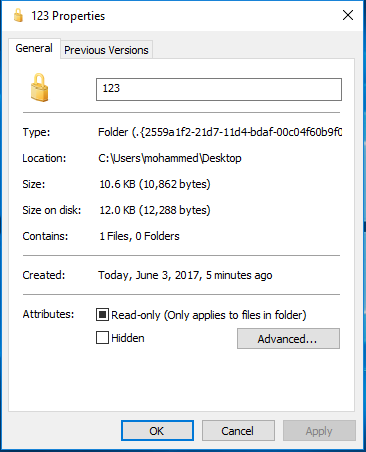 123 Properties
General
Previous Versions
123
Type: Folder (.{2559a1f2-21d7-11d4-bdaf-00c04f60b9f0
Location: C:\Users\mohammed\Desktop
Size: 10.6 KB (10,862 bytes)
Size on disk: 12.0 KB (12,288 bytes)
Contains: 1 Files, 0 Folders
Created: Today, June 3, 2017, 5 minutes ago
Attributes: Read-only (Only applies to files in folder)
Hidden
Advanced...
OK
Cancel
Apply